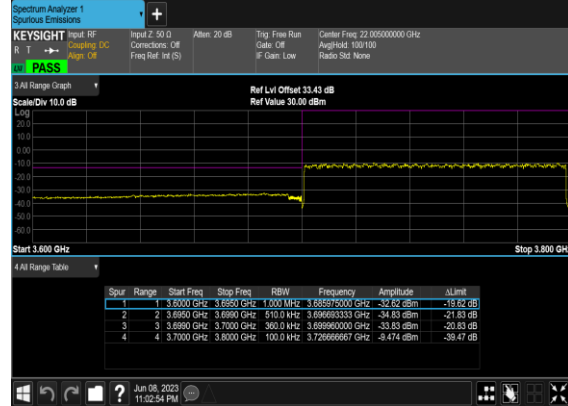 Spectrum Analyzer 1
Spurious Emissions
+
KEYSIGHT Input: RF Input Z: 50 Ω Atten: 20 dB Trig: Free Run Center Freq: 22.005000000 GHz
R T Coupling: DC Corrections: Off Gate: Off Avg|Hold: 100/100
Align: Off Freq Ref: Int (S) IF Gain: Low Radio Std: None
PASS
3 All Range Graph
Ref Lvl Offset 33.43 dB
Scale/Div 10.0 dB Ref Value 30.00 dBm
Log
20.0
10.0
0.00
-10.0
-20.0
-30.0
-40.0
-50.0
-60.0
Start 3.600 GHz Stop 3.800 GH
4 All Range Table
Spur Range Start Freq Stop Freq RBW Frequency Amplitude ΔLimit
1 1 3.6000 GHz 3.6950 GHz 1.000 MHz 3.685975000 GHz -32.62 dBm -19.62 dB
2 2 3.6950 GHz 3.6990 GHz 510.0 kHz 3.696693333 GHz -34.83 dBm -21.83 dB
3 3 3.6990 GHz 3.7000 GHz 360.0 kHz 3.699960000 GHz -33.83 dBm -20.83 dB
4 4 3.7000 GHz 3.8000 GHz 100.0 kHz 3.726666667 GHz -9.474 dBm -39.47 dB
? Jun 08, 2023
11:02:54 PM